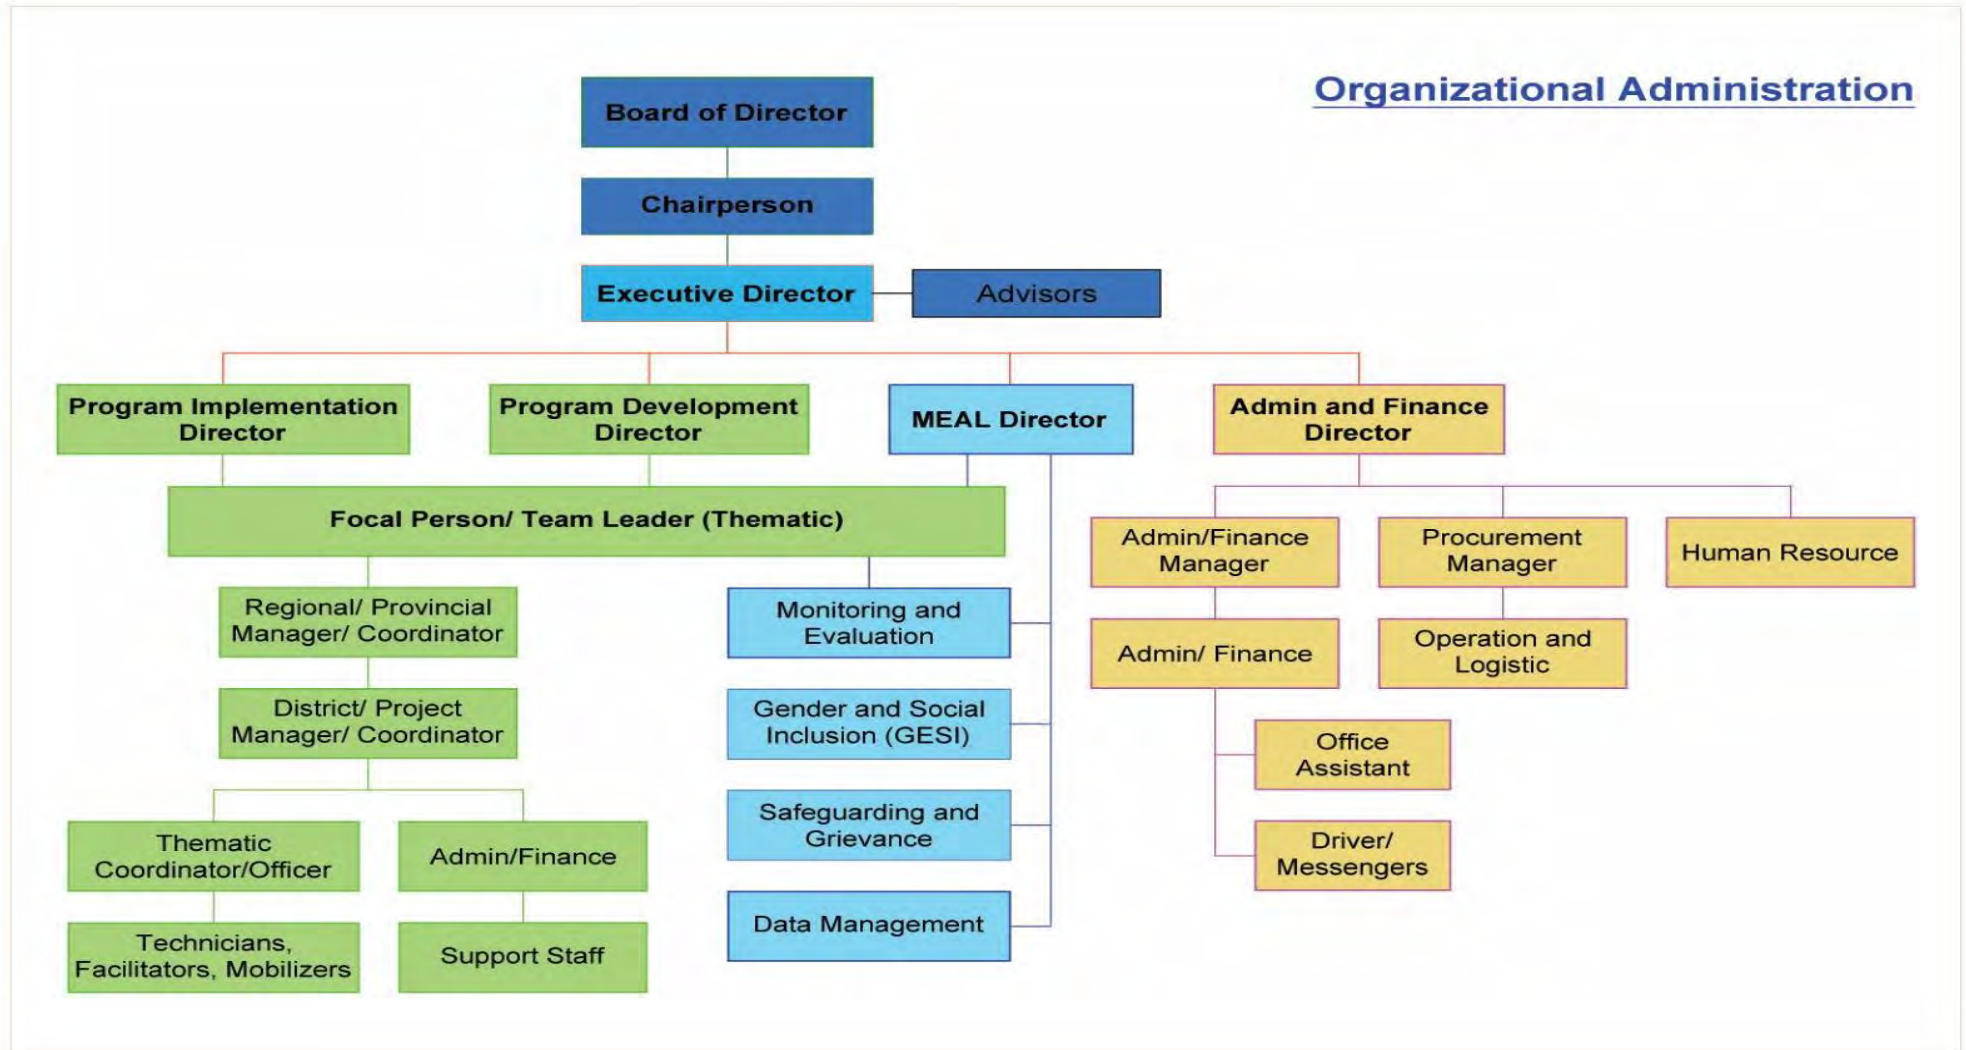 Organizational Administration
Board of Director
Chairperson
Executive Director
Advisors
Program Implementation
Director
Program Development
Director
MEAL Director
Admin and Finance
Director
Focal Person/ Team Leader (Thematic)
Admin/Finance
Manager
Procurement
Manager
Human Resource
Regional/ Provincial
Manager/ Coordinator
Monitoring and
Evaluation
Admin/ Finance
Operation and
Logistic
District/ Project
Manager/ Coordinator
Gender and Social
Inclusion (GESI)
Office
Assistant
Thematic
Coordinator/Officer
Admin/Finance
Safeguarding and
Grievance
Driver/
Messengers
Technicians,
Facilitators, Mobilizers
Support Staff
Data Management